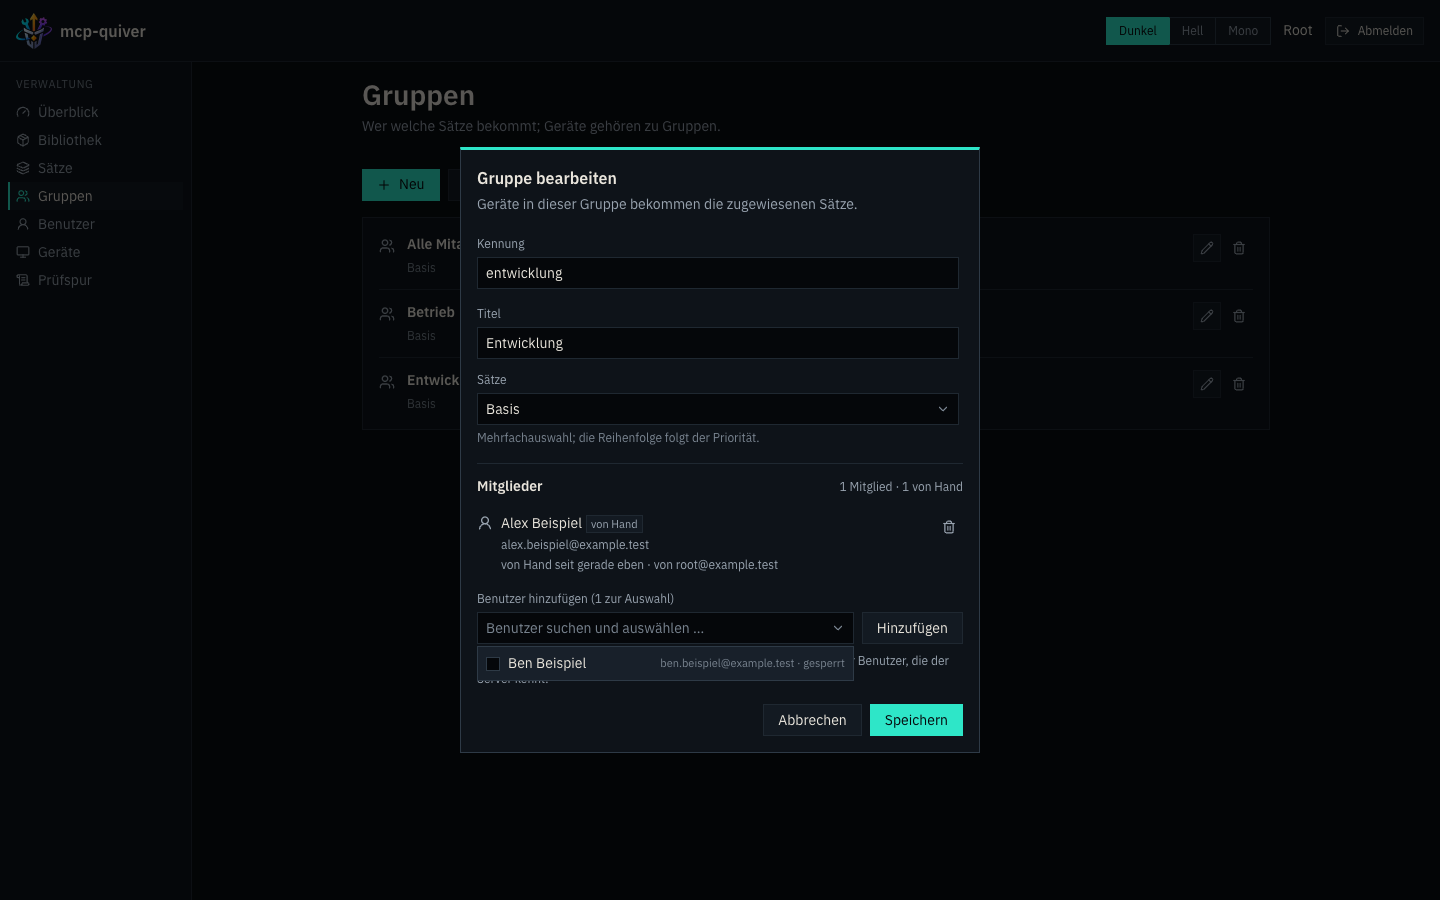 mcp-quiver
Dunkel
Hell
Mono
Root
Abmelden
VERWALTUNG
Überblick
Bibliothek
Sätze
Gruppen
Benutzer
Geräte
Prüfspur
Gruppen
Wer welche Sätze bekommt; Geräte gehören zu Gruppen.
Neu
Alle
Basis
Betrieb
Basis
Basis
Gruppe bearbeiten
Geräte in dieser Gruppe bekommen die zugewiesenen Sätze.
Kennung
entwicklung
Titel
Entwicklung
Sätze
Basis
Mehrfachauswahl; die Reihenfolge folgt der Priorität.
Mitglieder
1 Mitglied · 1 von Hand
Alex Beispiel von Hand
alex.beispiel@example.test
von Hand seit gerade eben · von root@example.test
Benutzer hinzufügen (1 zur Auswahl)
Benutzer suchen und auswählen ...
Hinzufügen
Ben Beispiel ben.beispiel@example.test · gesperrt
Benutzer, die der
Abbrechen
Speichern